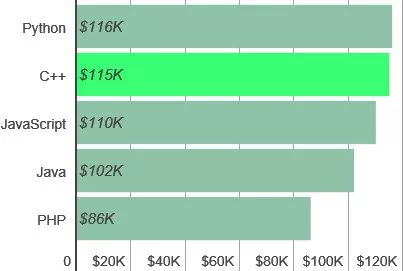 Python $116K
C++ $115K
JavaScript $110K
Java $102K
PHP $86K
0 $20K $40K $60K $80K $100K $120K